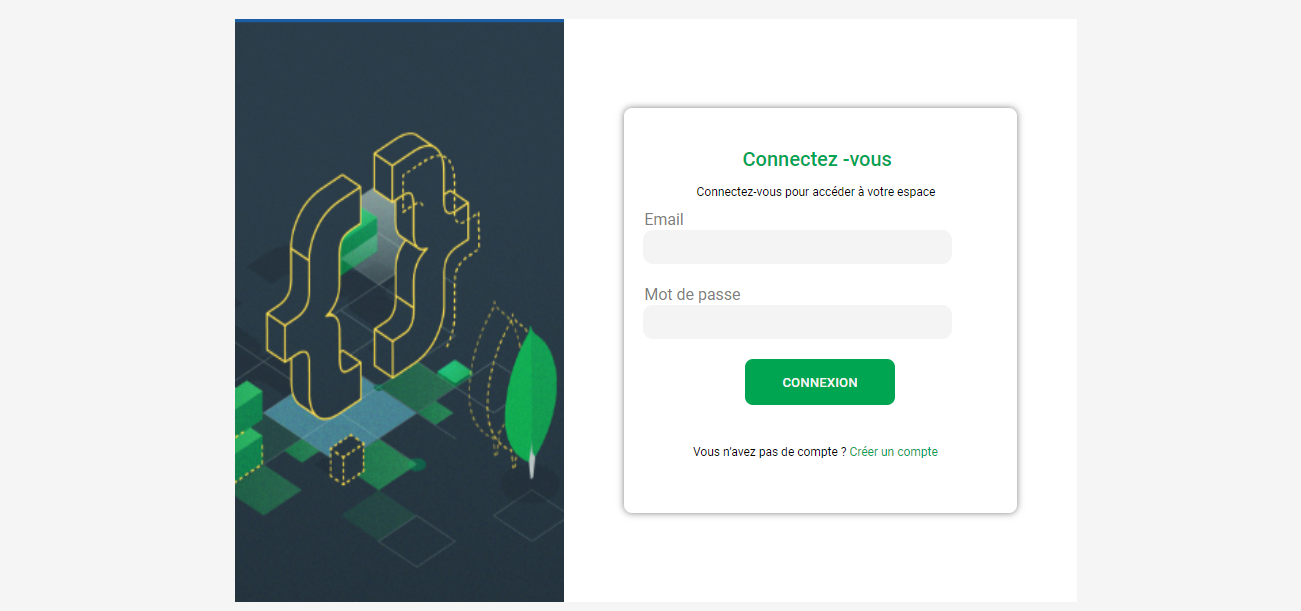 Connectez -vous
Connectez-vous pour accéder à votre espace
Email
Mot de passe
CONNEXION
Vous n'avez pas de compte ? Créer un compte